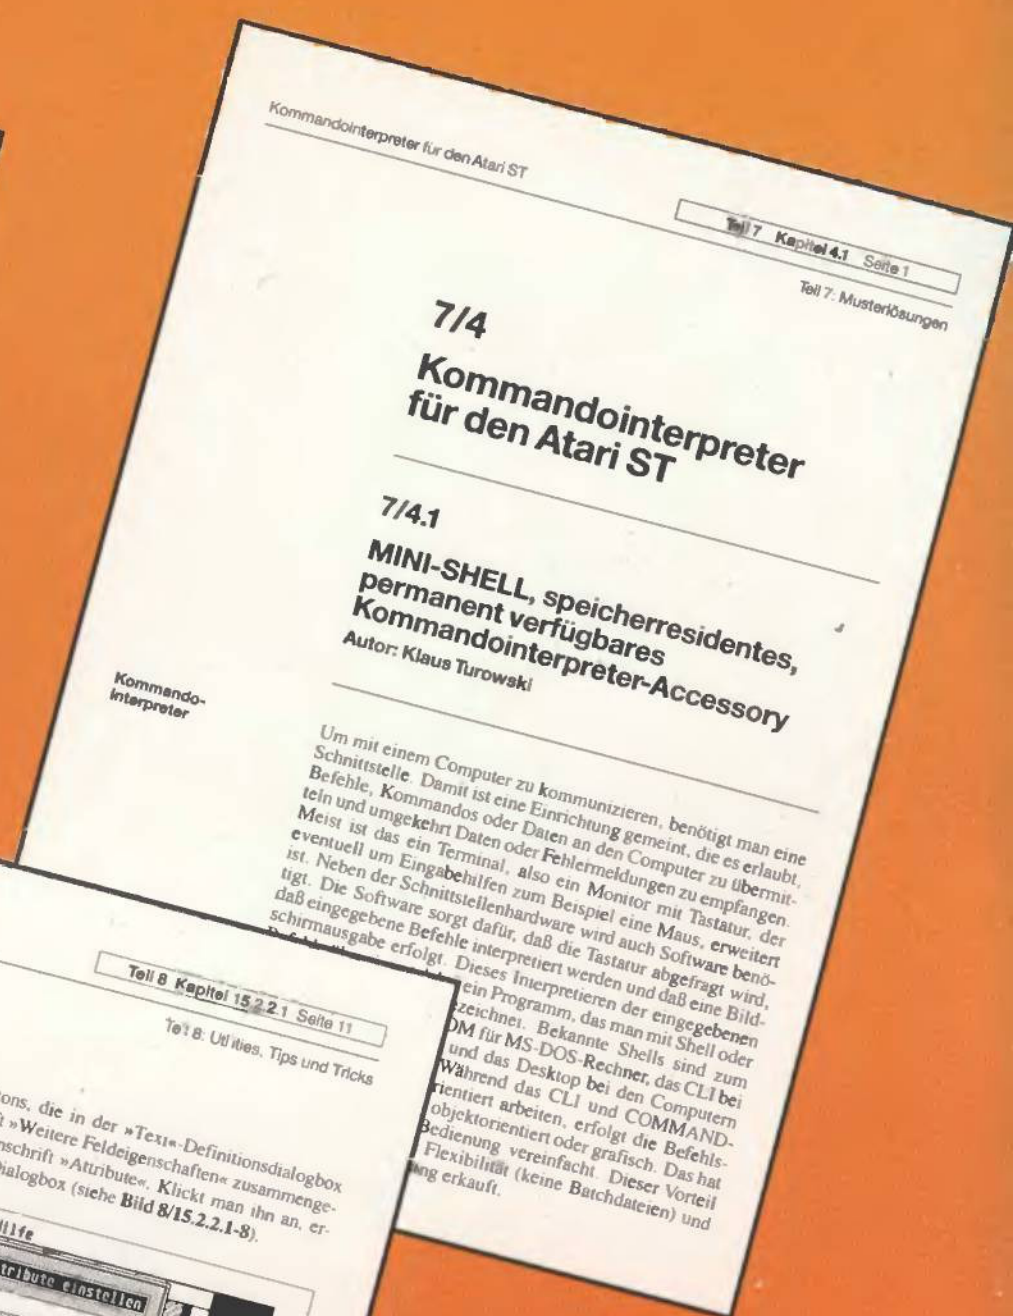 Kommandointerpreter für den Atari ST
Teil 7 Kapitel 4.1 Seite 1
Teil 7: Musterlösungen
7/4
Kommandointerpreter
für den Atari ST
7/4.1
MINI-SHELL, speicherresidentes,
permanent verfügbares
Kommandointerpreter-Accessory
Autor: Klaus Turowski
Kommando-
interpreter
Um mit einem Computer zu kommunizieren, benötigt man eine
Schnittstelle. Damit ist eine Einrichtung gemeint, die es erlaubt,
Befehle, Kommandos oder Daten an den Computer zu übermit-
teln und umgekehrt Daten oder Fehlermeldungen zu empfangen.
Meist ist das ein Terminal, also ein Monitor mit Tastatur, der
eventuell um Eingabehilfen zum Beispiel eine Maus, erweitert
ist. Neben der Schnittstellenhardware wird auch Software benö-
tigt. Die Software sorgt dafür, daß die Tastatur abgefragt wird,
daß eingegebene Befehle interpretiert werden und daß eine Bild-
schirmausgabe erfolgt. Dieses Interpretieren der eingegebenen
ein Programm, das man mit Shell oder
zeichnet. Bekannte Shells sind zum
OM für MS-DOS-Rechner, das CLI bei
und das Desktop bei den Computern
Während das CLI und COMMAND-
rientiert arbeiten, erfolgt die Befehls-
objektorientiert oder grafisch. Das hat
Bedienung vereinfacht. Dieser Vorteil
Flexibilität (keine Batchdateien) und
ng erkauft.
Teil 8 Kapitel 15.2.2.1 Seite 11
Teil 8: Utilities, Tips und Tricks
ons, die in der »Text«-Definitionsdialogbox
t »Weitere Feldeigenschaften« zusammenge-
nschrift »Attribute«. Klickt man ihn an, er-
ialogbox (siehe Bild 8/15.2.2.1-8).
Hilfe
tribute einstellen